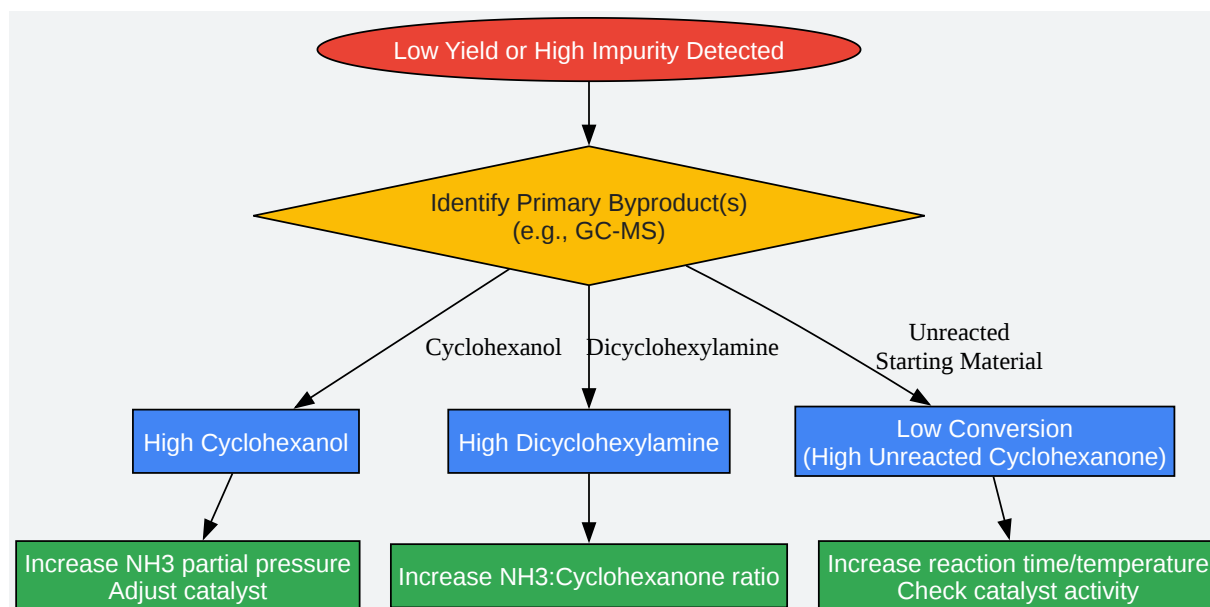 Low Yield or High Impurity Detected
Identify Primary Byproduct(s)
(e.g., GC-MS)
Cyclohexanol
Dicyclohexylamine
Unreacted
Starting Material
High Cyclohexanol
High Dicyclohexylamine
Low Conversion
(High Unreacted Cyclohexanone)
Increase NH3 partial pressure
Adjust catalyst
Increase NH3:Cyclohexanone ratio
Increase reaction time/temperature
Check catalyst activity